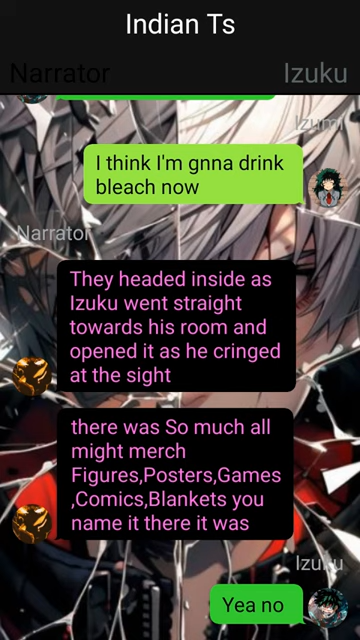 Indian Ts
Narrator
Izuku
Izumi
I think I'm gnna drink
bleach now
Narrator
They headed inside as
Izuku went straight
towards his room and
opened it as he cringed
at the sight
there was So much all
might merch
Figures,Posters,Games
,Comics,Blankets you
name it there it was
Izuku
Yea no